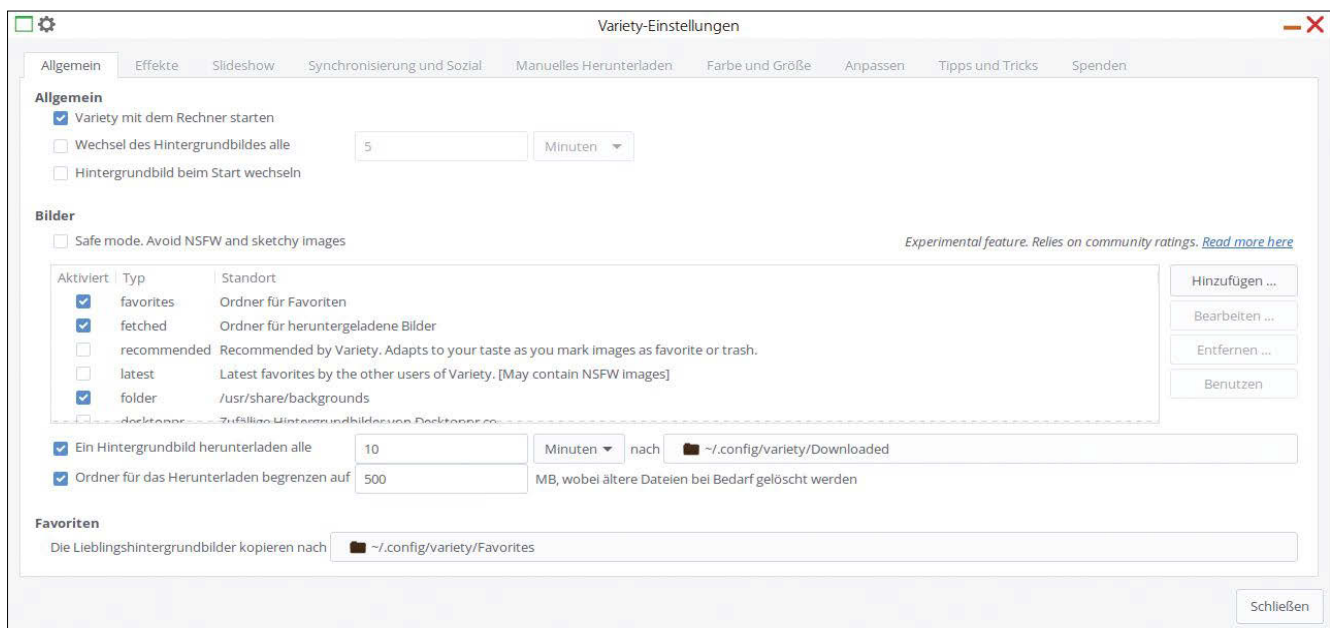 Variety-Einstellungen
Allgemein Effekte Slideshow Synchronisierung und Sozial Manuelles Herunterladen Farbe und Größe Anpassen Tipps und Tricks Spenden
Allgemein
Variety mit dem Rechner starten
Wechsel des Hintergrundbildes alle 5 Minuten
Hintergrundbild beim Start wechseln
Bilder
Safe mode. Avoid NSFW and sketchy images Experimental feature. Relies on community ratings. Read more here
Aktiviert Typ Standort Hinzufügen ...
favorites Ordner für Favoriten
fetched Ordner für heruntergeladene Bilder Bearbeiten ...
recommended Recommended by Variety. Adapts to your taste as you mark images as favorite or trash. Entfernen ...
latest Latest favorites by the other users of Variety. [May contain NSFW images] Benutzen
folder /usr/share/backgrounds
desktoppr Zufällige Hintergrundbilder von Desktoppr.co
Ein Hintergrundbild herunterladen alle 10 Minuten nach ~/.config/variety/Downloaded
Ordner für das Herunterladen begrenzen auf 500 MB, wobei ältere Dateien bei Bedarf gelöscht werden
Favoriten
Die Lieblingshintergrundbilder kopieren nach ~/.config/variety/Favorites
Schließen